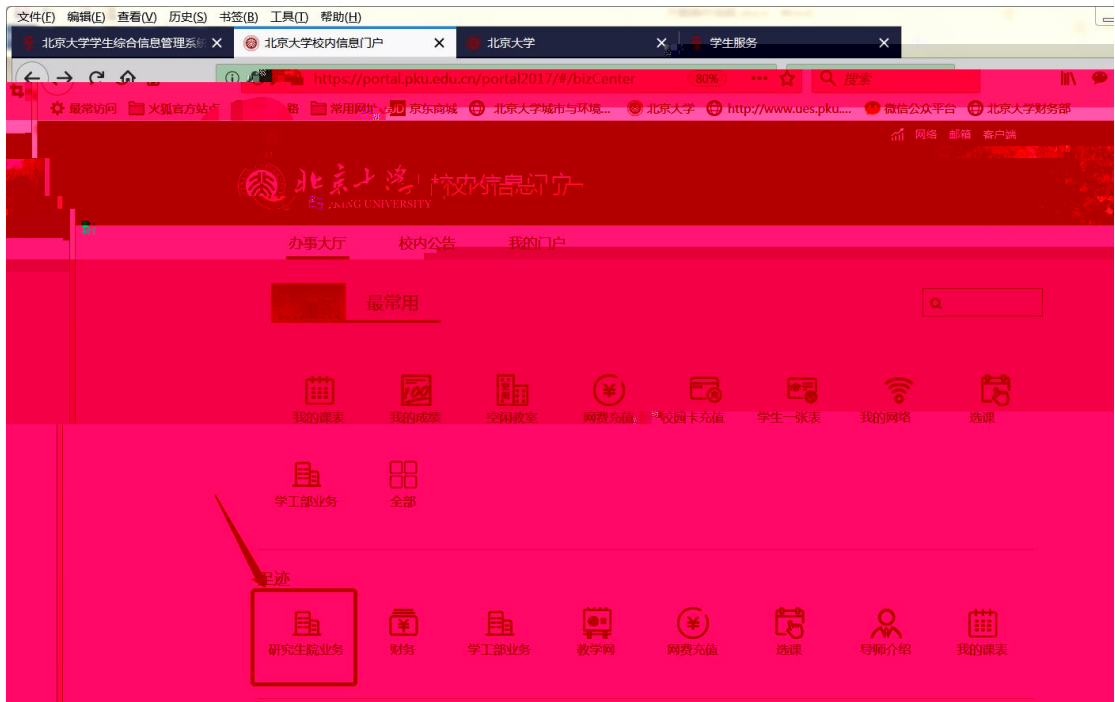 文件(F) 编辑(E) 查看(V) 历史(S) 书签(B) 工具(T) 帮助(H)
北京大学学生综合信息管理系统 北京大学校内信息门户 北京大学 学生服务
https://portal.pku.edu.cn/portal2017/#/bizCenter 80% 搜索
最常访问 火狐官方站点 常用网址 JD 京东商城 北京大学城市与环境... 北京大学 http://www.ues.pku.... 微信公众平台 北京大学财务部
网络 邮箱 客户端
北京大学 校内信息门户
UNIVERSITY
办事大厅 校内公告 我的门户
最常用
我的课表 我的成绩 空闲教室 网费充值 校园卡充值 学生一张表 我的网络 选课
学工部业务 全部
足迹
研究生院业务 财务 学工部业务 教学网 网费充值 选课 导师介绍 我的课表